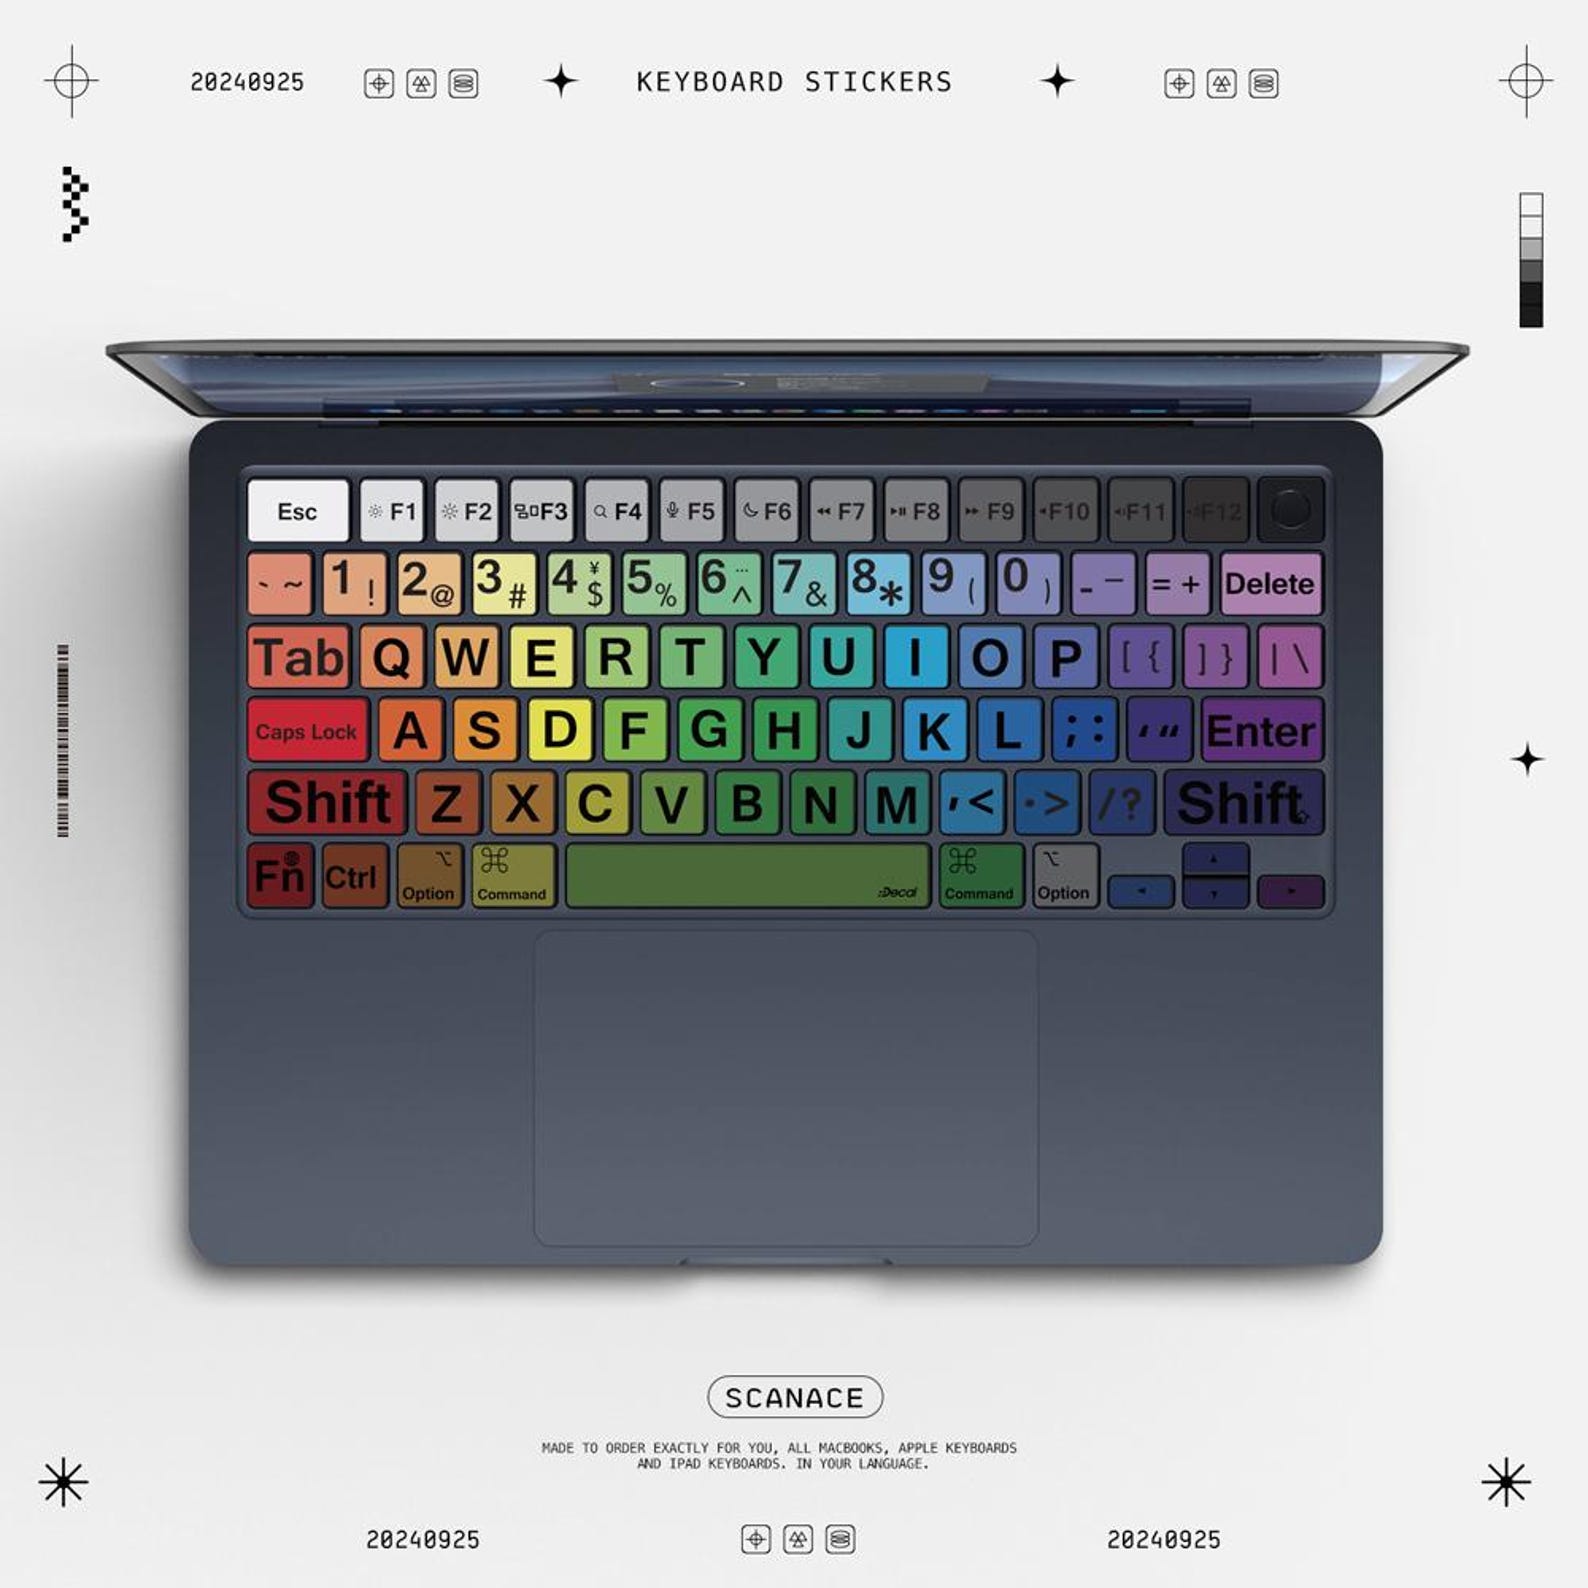 20240925 KEYBOARD STICKERS
Esc F1 F2 F3 F4 F5 F6 F7 F8 F9 F10 F11 F12
` ~ 1 ! 2 @ 3 # 4 ¥ $ 5 % 6 … ^ 7 & 8 * 9 ( 0 ) - _ = + Delete
Tab Q W E R T Y U I O P [ { ] } | \
Caps Lock A S D F G H J K L ; : ' " Enter
Shift Z X C V B N M , < . > / ? Shift
Fn Ctrl Option Command :Decal Command Option
SCANACE
MADE TO ORDER EXACTLY FOR YOU, ALL MACBOOKS, APPLE KEYBOARDS
AND IPAD KEYBOARDS. IN YOUR LANGUAGE.
20240925 20240925